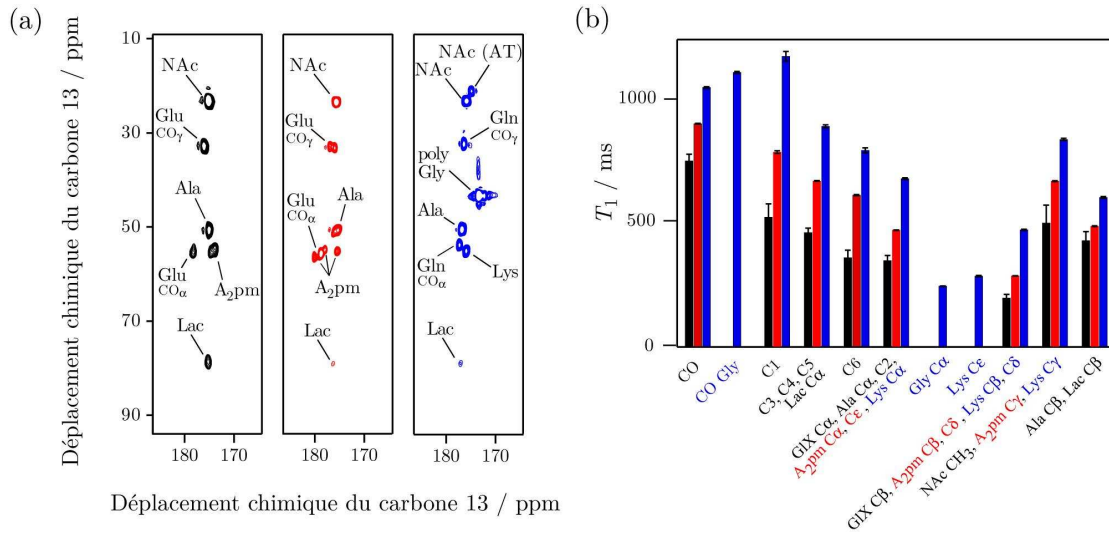 (a)
Déplacement chimique du carbone 13 / ppm
10
30
50
70
90
NAc
Glu
COγ
Ala
Glu
COα
A2pm
Lac
180
170
NAc
Glu
COγ
Glu
COα
Ala
A2pm
Lac
180
170
NAc (AT)
NAc
Gln
COγ
poly
Gly
Ala
Gln
COα
Lys
Lac
180
170
Déplacement chimique du carbone 13 / ppm
(b)
T1 / ms
1000
500
0
CO
CO Gly
C1
C3, C4, C5
Lac Cα
C6
GlX Cα, Ala Cα, C2,
A2pm Cα, Cε, Lys Cα
Gly Cα
Lys Cε
GlX Cβ, A2pm Cβ, Cδ, Lys Cβ, Cδ
NAc CH3, A2pm Cγ, Lys Cγ
Ala Cβ, Lac Cβ